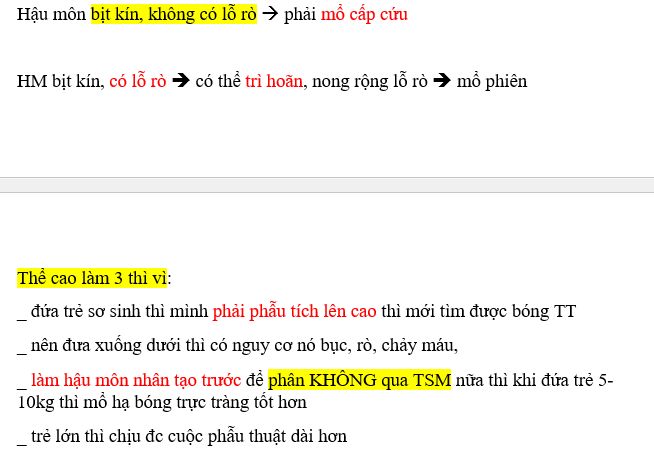 Hậu môn bịt kín, không có lỗ rò → phải mổ cấp cứu
HM bịt kín, có lỗ rò → có thể trì hoãn, nong rộng lỗ rò → mổ phiên
Thể cao làm 3 thì vì:
_ đứa trẻ sơ sinh thì mình phải phẫu tích lên cao thì mới tìm được bóng TT
_ nên đưa xuống dưới thì có nguy cơ nó bục, rò, chảy máu,
_ làm hậu môn nhân tạo trước để phân KHÔNG qua TSM nữa thì khi đứa trẻ 5-
10kg thì mổ hạ bóng trực tràng tốt hơn
_ trẻ lớn thì chịu đc cuộc phẫu thuật dài hơn